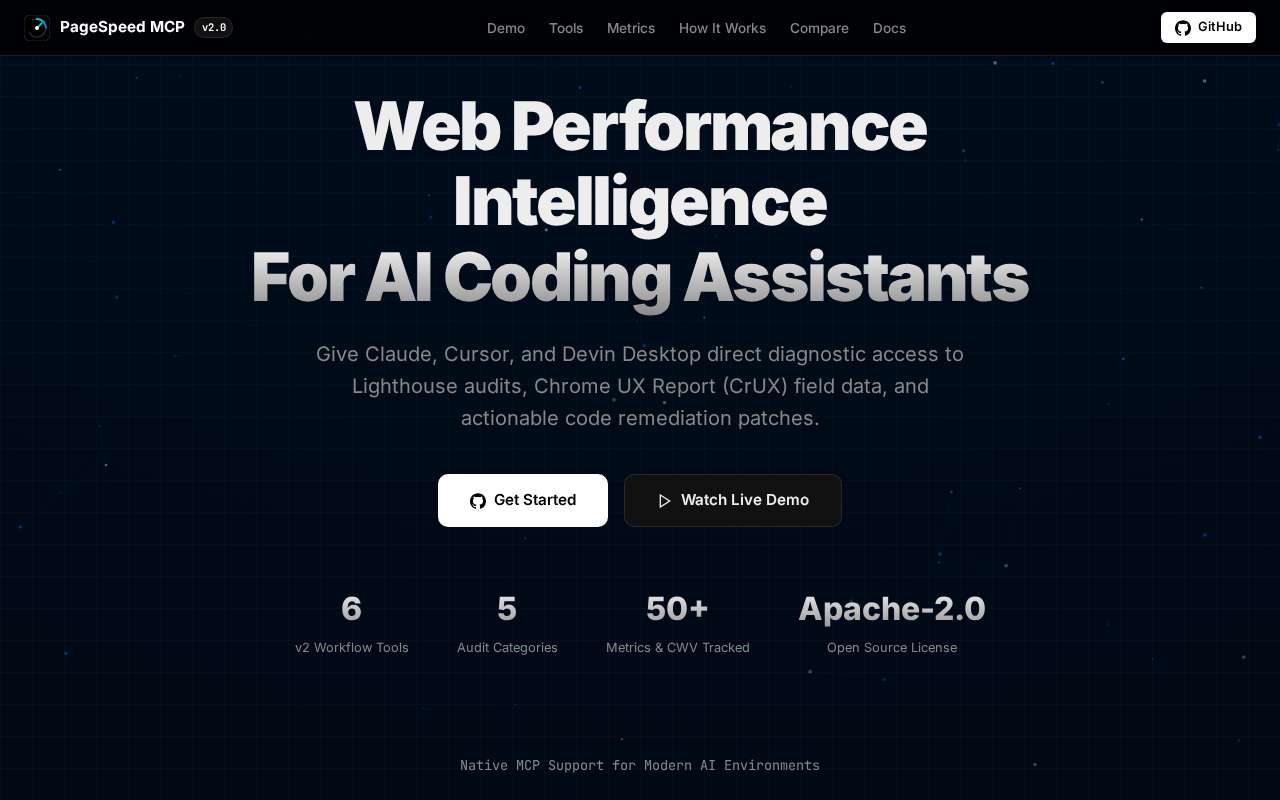 PageSpeed MCP v2.0
Demo Tools Metrics How It Works Compare Docs
GitHub
Web Performance
Intelligence
For AI Coding Assistants
Give Claude, Cursor, and Devin Desktop direct diagnostic access to
Lighthouse audits, Chrome UX Report (CrUX) field data, and
actionable code remediation patches.
Get Started
Watch Live Demo
6
v2 Workflow Tools
5
Audit Categories
50+
Metrics & CWV Tracked
Apache-2.0
Open Source License
Native MCP Support for Modern AI Environments